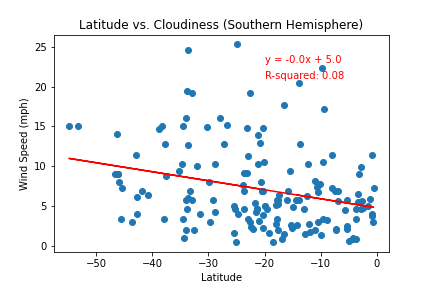 Latitude vs. Cloudiness (Southern Hemisphere)
y = -0.0x + 5.0
R-squared: 0.08
Wind Speed (mph)
25
20
15
10
5
0
−50
−40
−30
−20
−10
0
Latitude